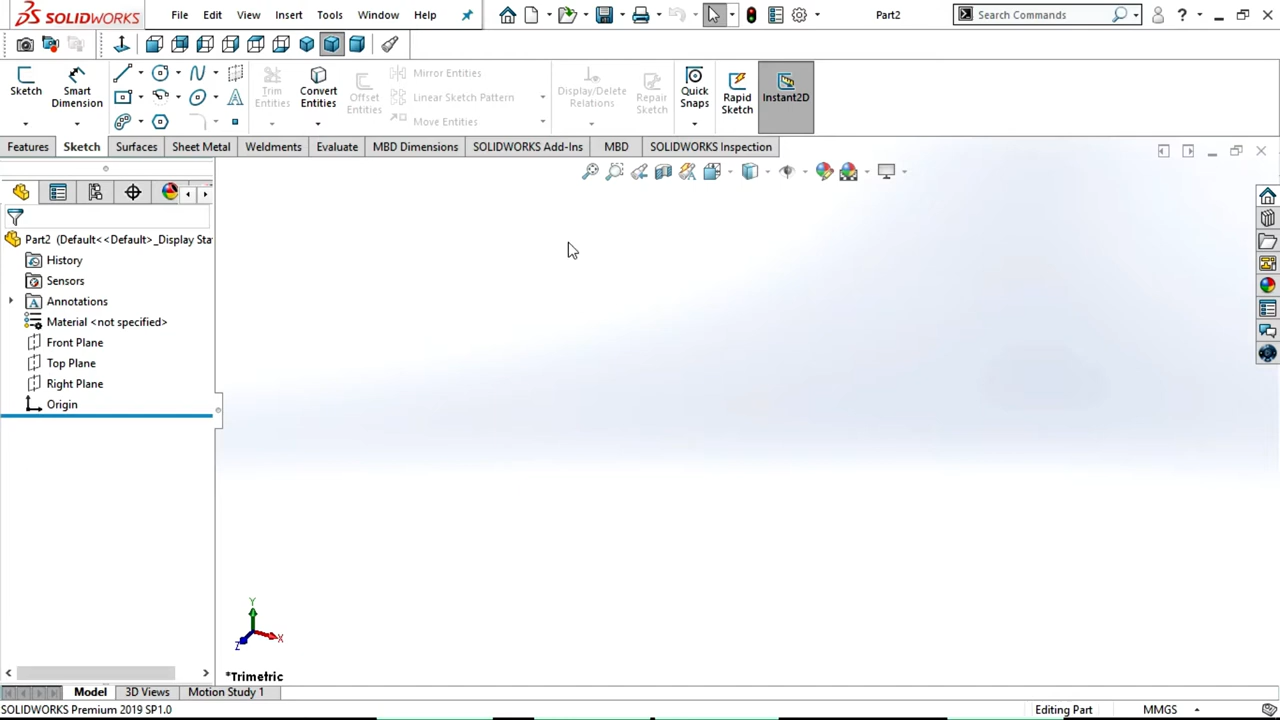 SOLIDWORKS File Edit View Insert Tools Window Help Part2 Search Commands ?
Sketch Smart Dimension Trim Entities Convert Entities Offset Entities Mirror Entities Linear Sketch Pattern Move Entities Display/Delete Relations Repair Sketch Quick Snaps Rapid Sketch Instant2D
Features Sketch Surfaces Sheet Metal Weldments Evaluate MBD Dimensions SOLIDWORKS Add-Ins MBD SOLIDWORKS Inspection
Part2 (Default<<Default>_Display Sta
History
Sensors
Annotations
Material <not specified>
Front Plane
Top Plane
Right Plane
Origin
Y
X
Z
*Trimetric
Model 3D Views Motion Study 1
SOLIDWORKS Premium 2019 SP1.0 Editing Part MMGS